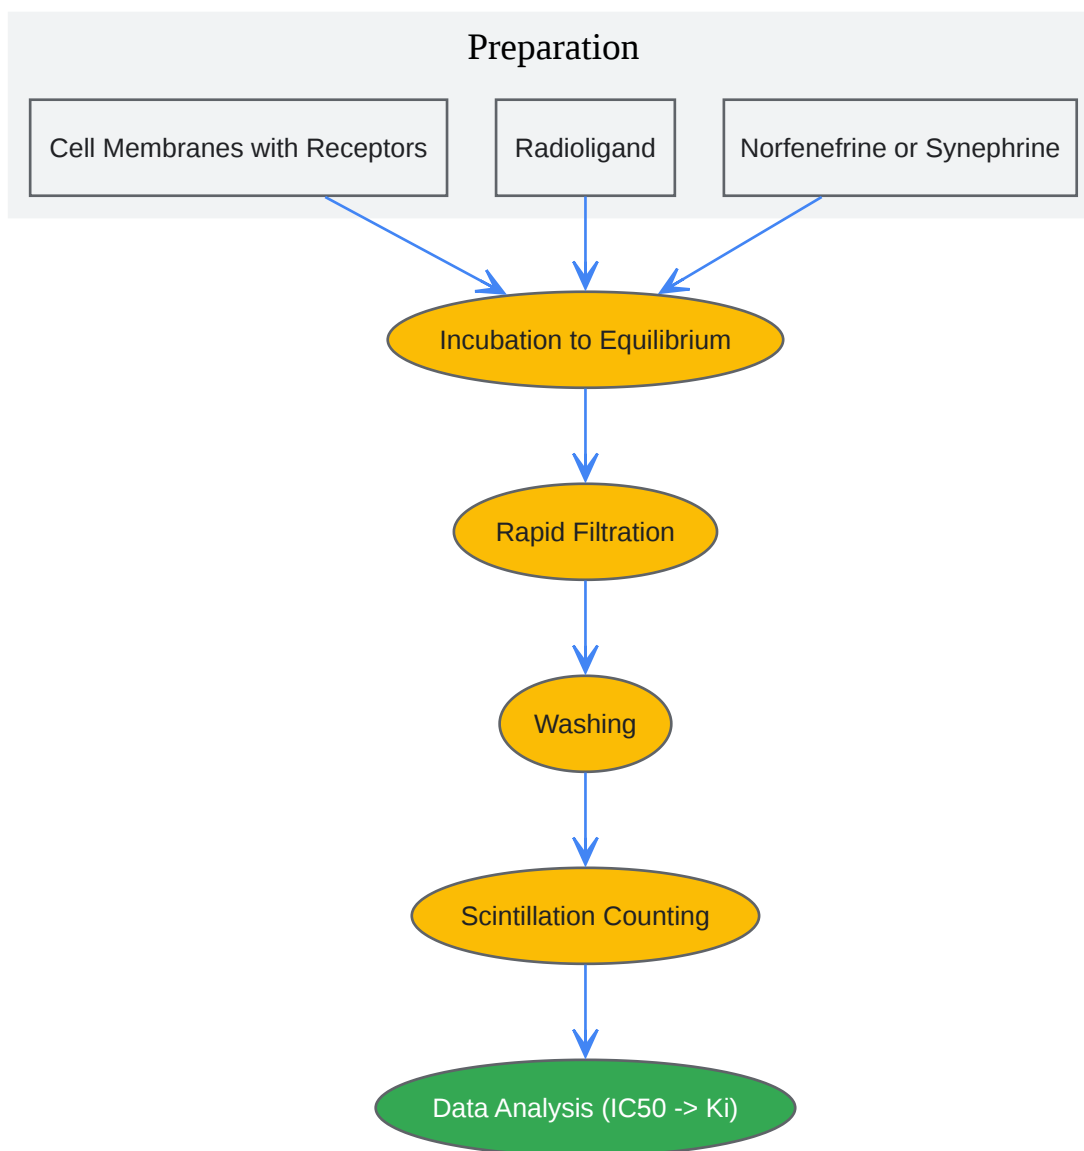 Preparation
Cell Membranes with Receptors
Radioligand
Norfenefrine or Synephrine
Incubation to Equilibrium
Rapid Filtration
Washing
Scintillation Counting
Data Analysis (IC50 -> Ki)